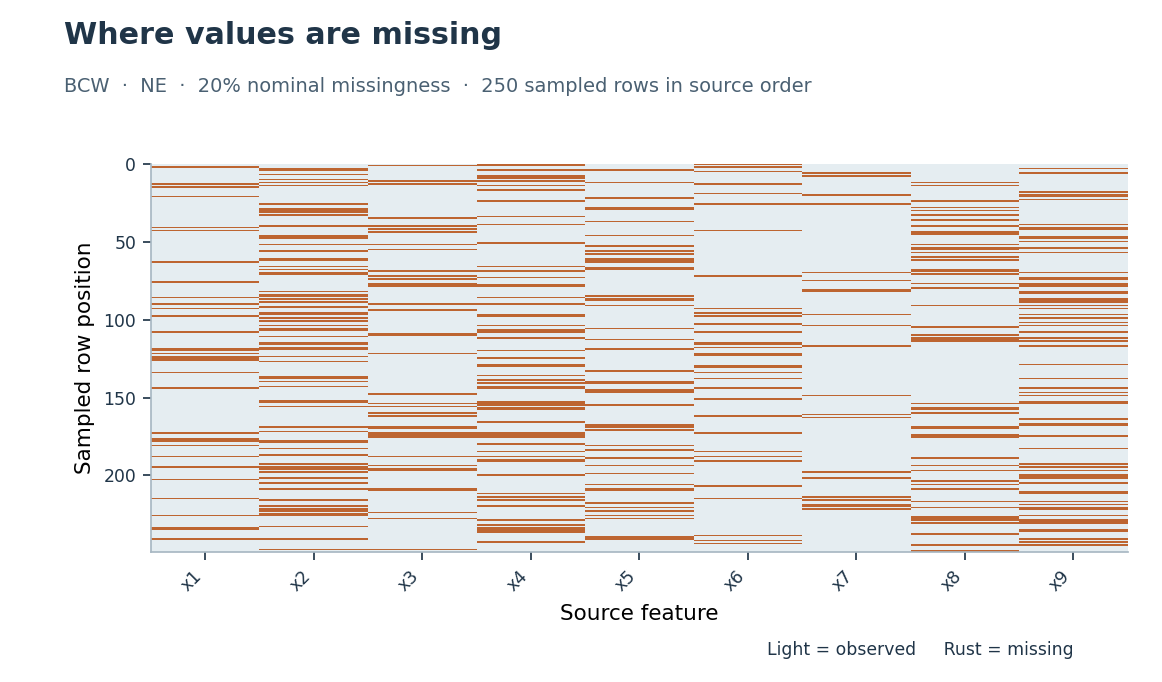 Where values are missing
BCW · NE · 20% nominal missingness · 250 sampled rows in source order
0
50
100
150
200
Sampled row position
x1 x2 x3 x4 x5 x6 x7 x8 x9
Source feature
Light = observed Rust = missing